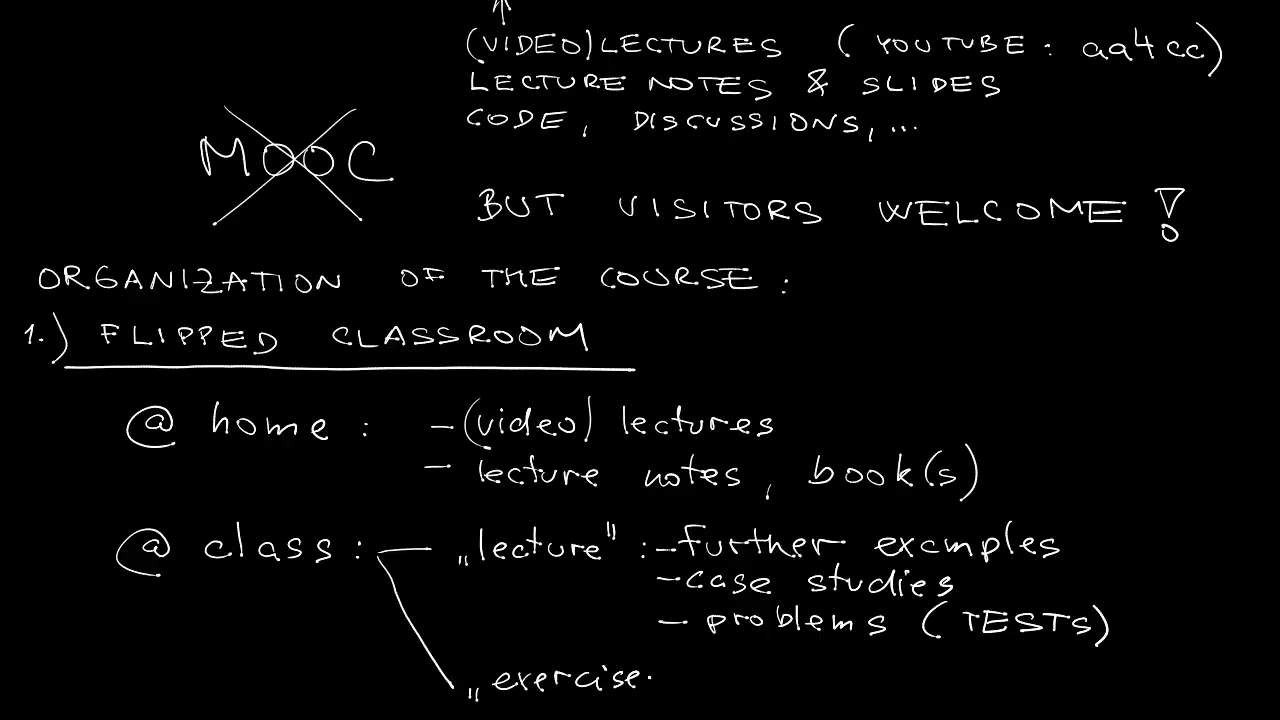 (VIDEO) LECTURES (YOUTUBE: aa4cc)
LECTURE NOTES & SLIDES
CODE, DISCUSSIONS, ...
MOOC
BUT VISITORS WELCOME !
ORGANIZATION OF THE COURSE:
1.) FLIPPED CLASSROOM
@ home: - (video) lectures
- lecture notes, book(s)
@ class: „lecture": - further examples
- case studies
- problems (TESTS)
„exercise.